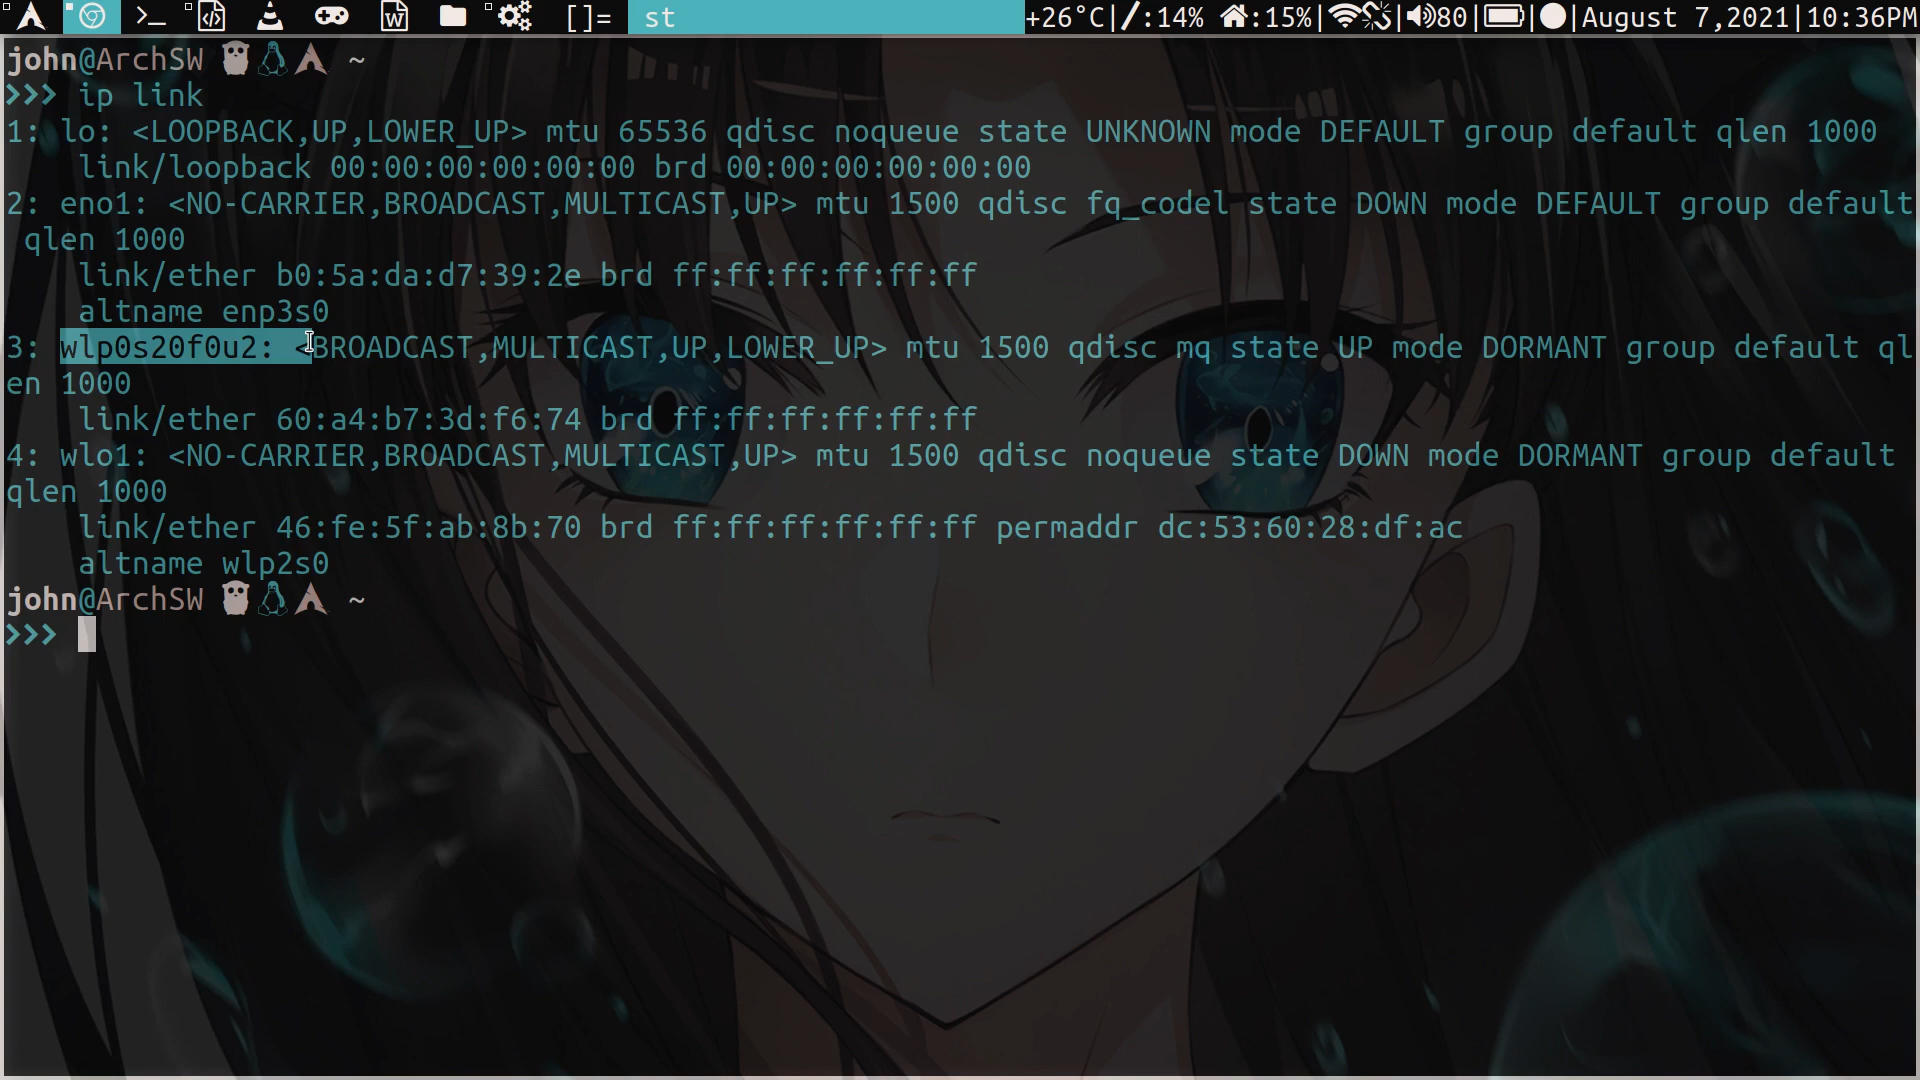 []= st +26°C|/:14% :15%| | 80| | |August 7,2021|10:36PM
john@ArchSW ~
>>> ip link
1: lo: <LOOPBACK,UP,LOWER_UP> mtu 65536 qdisc noqueue state UNKNOWN mode DEFAULT group default qlen 1000
link/loopback 00:00:00:00:00:00 brd 00:00:00:00:00:00
2: eno1: <NO-CARRIER,BROADCAST,MULTICAST,UP> mtu 1500 qdisc fq_codel state DOWN mode DEFAULT group default
qlen 1000
link/ether b0:5a:da:d7:39:2e brd ff:ff:ff:ff:ff:ff
altname enp3s0
3: wlp0s20f0u2: <BROADCAST,MULTICAST,UP,LOWER_UP> mtu 1500 qdisc mq state UP mode DORMANT group default ql
en 1000
link/ether 60:a4:b7:3d:f6:74 brd ff:ff:ff:ff:ff:ff
4: wlo1: <NO-CARRIER,BROADCAST,MULTICAST,UP> mtu 1500 qdisc noqueue state DOWN mode DORMANT group default
qlen 1000
link/ether 46:fe:5f:ab:8b:70 brd ff:ff:ff:ff:ff:ff permaddr dc:53:60:28:df:ac
altname wlp2s0
john@ArchSW ~
>>>